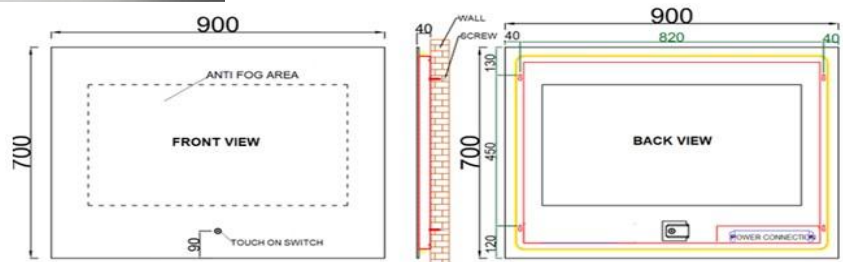 900
ANTI FOG AREA
FRONT VIEW
700
90
TOUCH ON SWITCH
40
WALL
SCREW
900
40
820
40
130
700
450
BACK VIEW
120
POWER CONNECTION